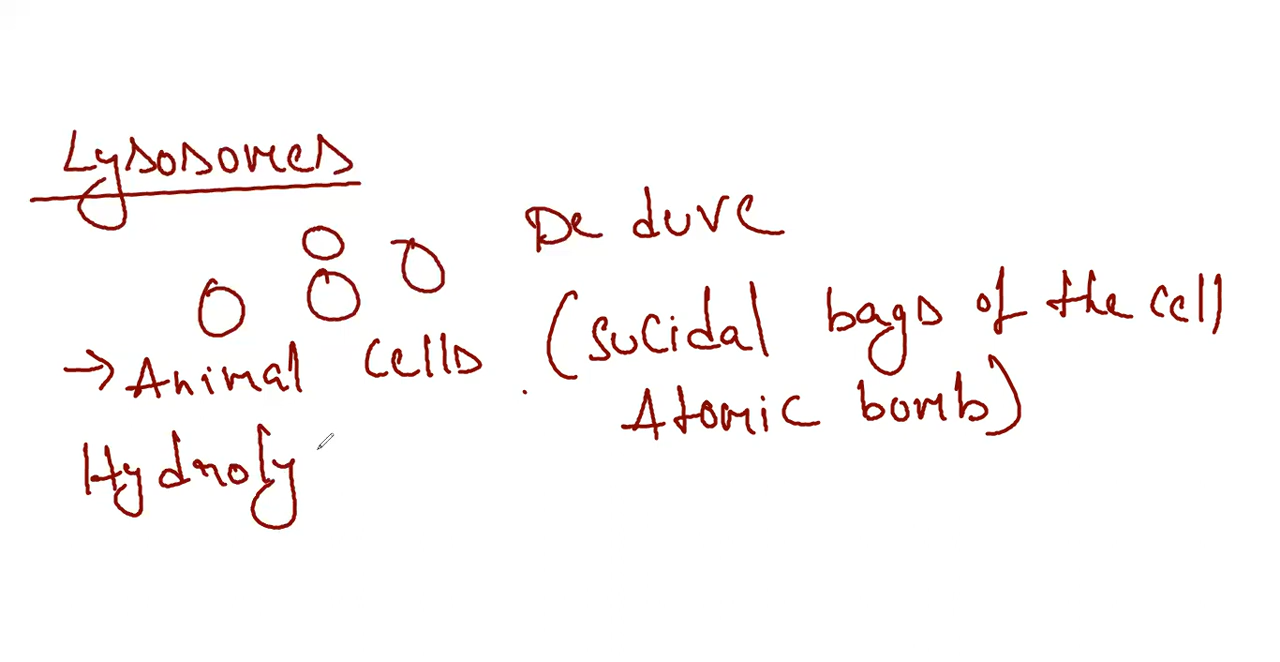 Lysosomes
De duve
(sucidal bags of the cell
→ Animal cells.
Atomic bomb)
Hydroly